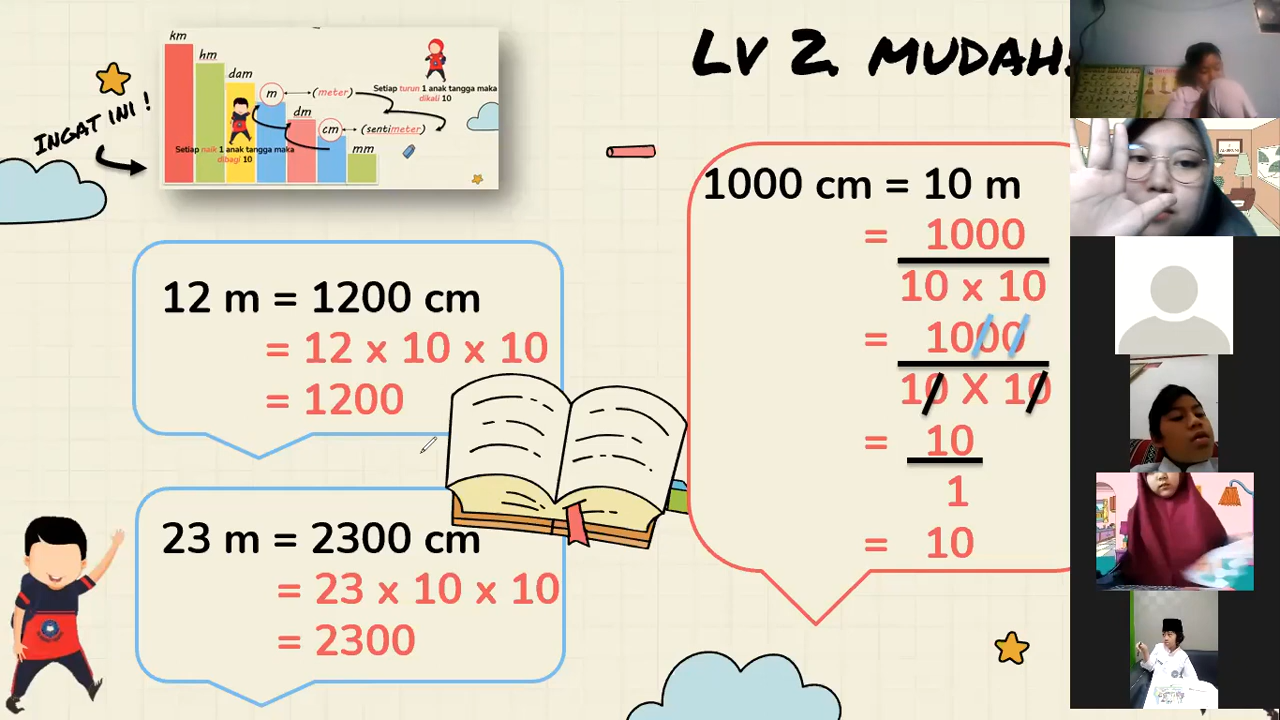 Lv 2. MUDAH!
INGAT INI !
km
hm
dam
m
(meter)
dm
cm
(sentimeter)
mm
Setiap turun 1 anak tangga maka
dikali 10
Setiap naik 1 anak tangga maka
dibagi 10
12 m = 1200 cm
= 12 x 10 x 10
= 1200
23 m = 2300 cm
= 23 x 10 x 10
= 2300
1000 cm = 10 m
= 1000
10 x 10
= 1000
10 X 10
= 10
1
= 10